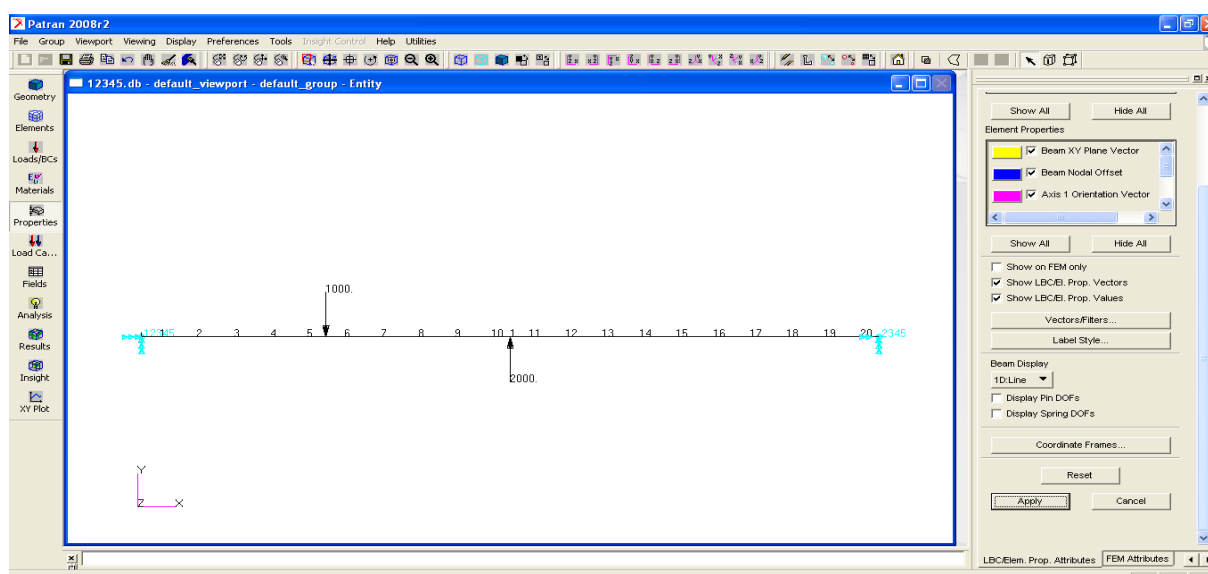 Patran 2008r2
File Group Viewport Viewing Display Preferences Tools Insight Control Help Utilities
Geometry
Elements
Loads/BCs
Materials
Properties
Load Ca...
Fields
Analysis
Results
Insight
XY Plot
12345.db - default_viewport - default_group - Entity
1000.
12345 1 2 3 4 5 6 7 8 9 10 1 11 12 13 14 15 16 17 18 19 20 2345
2000.
Y
Z X
Show All Hide All
Element Properties
Beam XY Plane Vector
Beam Nodal Offset
Axis 1 Orientation Vector
Show All Hide All
Show on FEM only
Show LBC/El. Prop. Vectors
Show LBC/El. Prop. Values
Vectors/Filters...
Label Style...
Beam Display
1D:Line
Display Pin DOFs
Display Spring DOFs
Coordinate Frames...
Reset
Apply Cancel
LBC/Elem. Prop. Attributes FEM Attributes